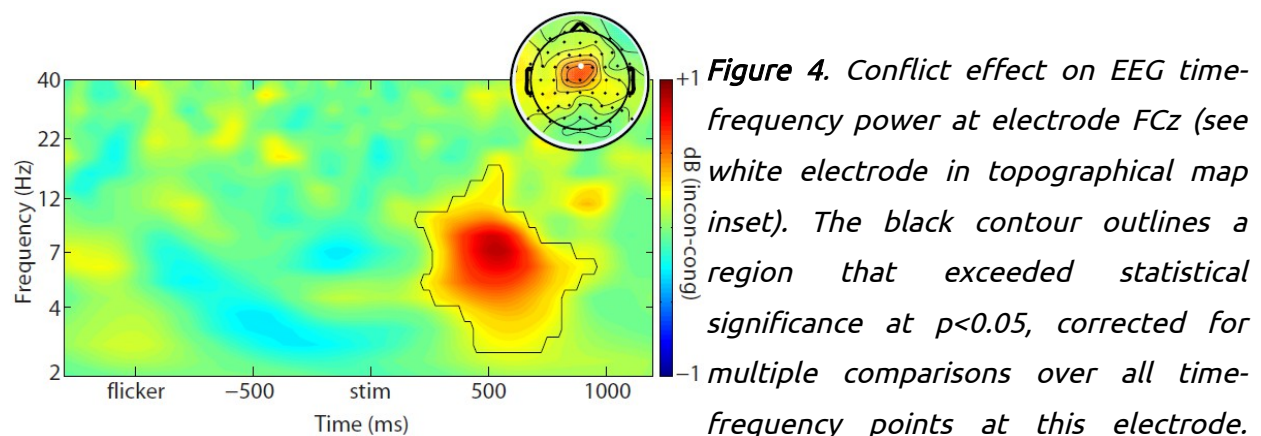 40
22
12
7
4
2
Frequency (Hz)
flicker
−500
stim
500
1000
Time (ms)
+1
dB (incon-cong)
−1
Figure 4. Conflict effect on EEG time-
frequency power at electrode FCz (see
white electrode in topographical map
inset). The black contour outlines a
region that exceeded statistical
significance at p<0.05, corrected for
multiple comparisons over all time-
frequency points at this electrode.